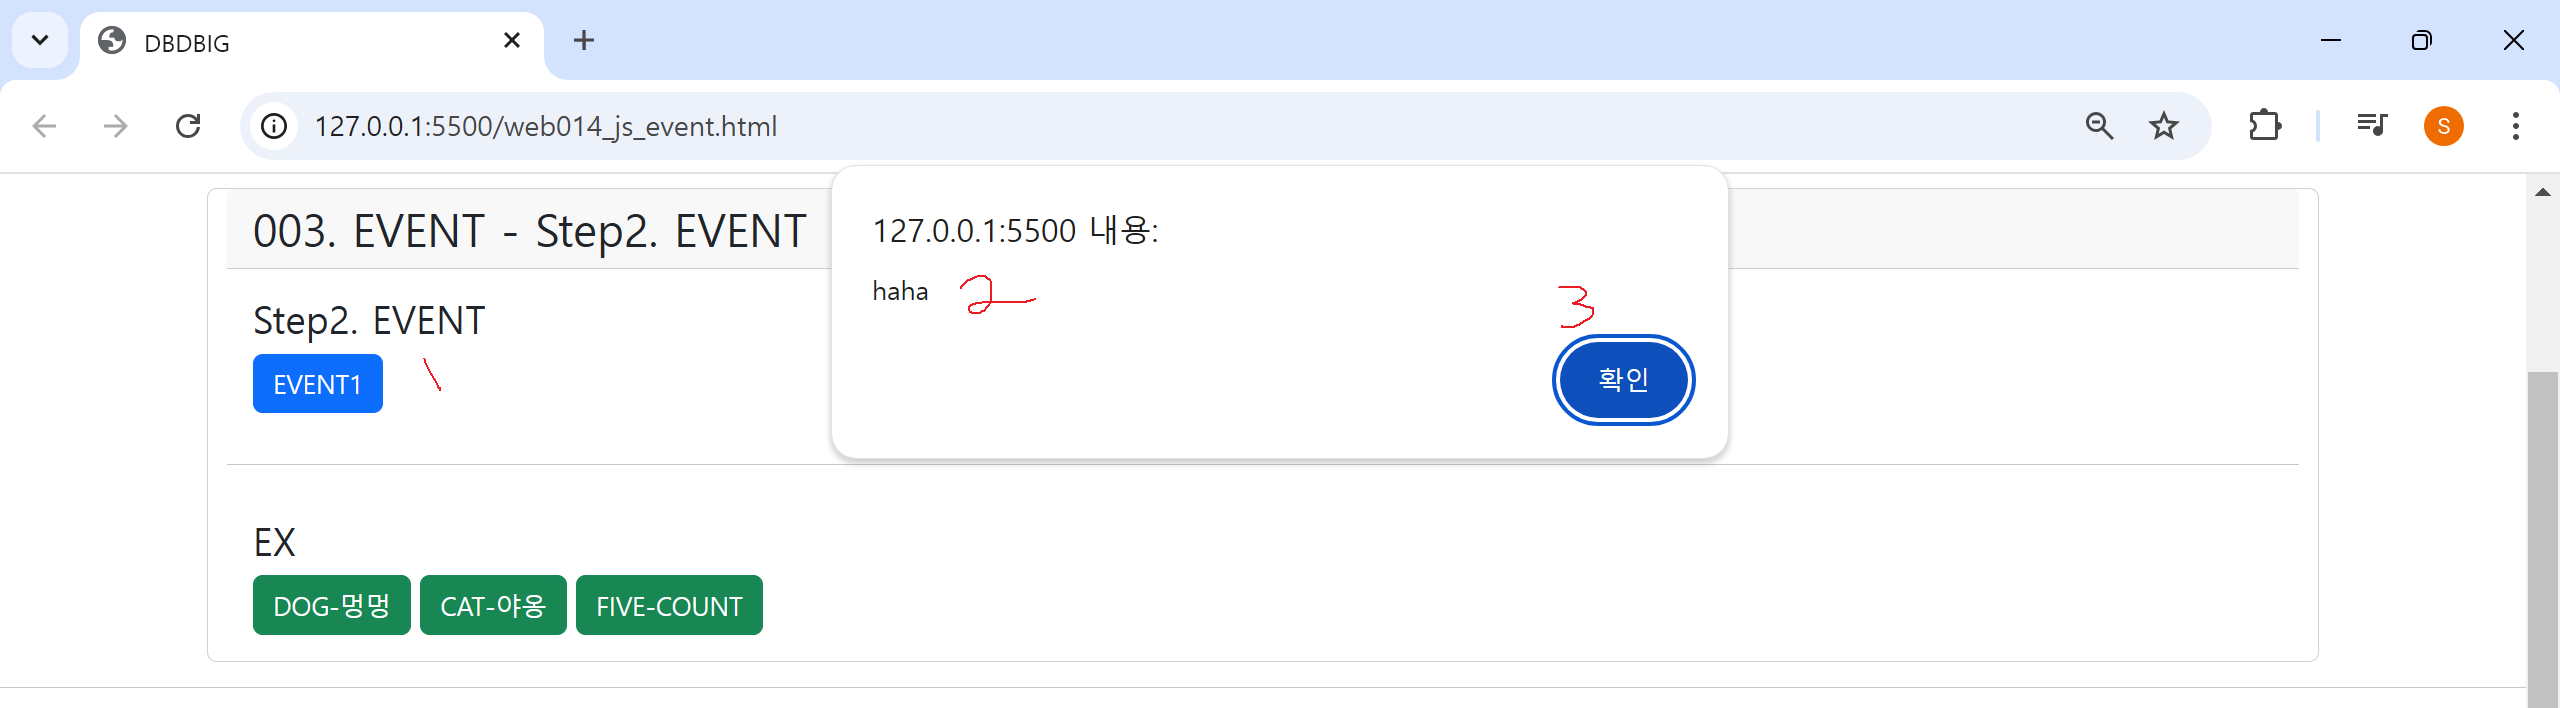 DBDBIG
127.0.0.1:5500/web014_js_event.html
S
127.0.0.1:5500 내용:
haha 2
3
확인
003. EVENT - Step2. EVENT
Step2. EVENT
EVENT1 1
EX
DOG-멍멍 CAT-야옹 FIVE-COUNT